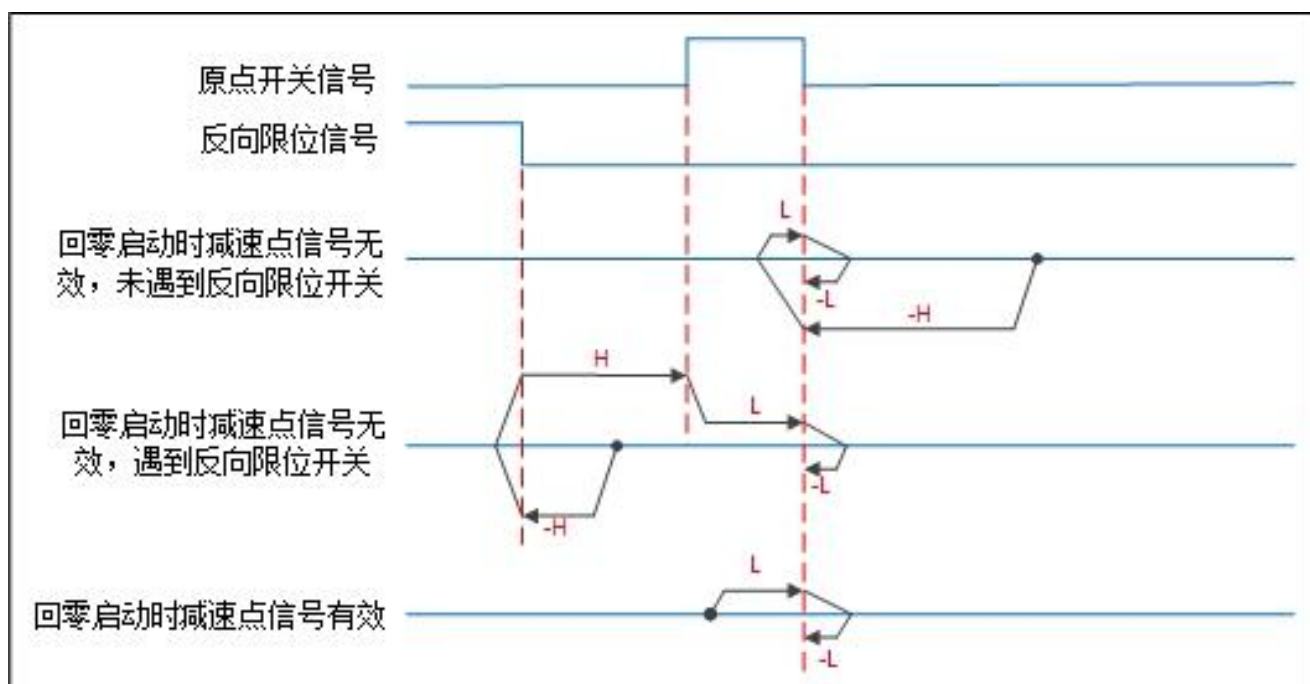 原点开关信号
反向限位信号
回零启动时减速点信号无
效，未遇到反向限位开关
L
-L
-H
H
L
回零启动时减速点信号无
效，遇到反向限位开关
-L
-H
L
回零启动时减速点信号有效
-L